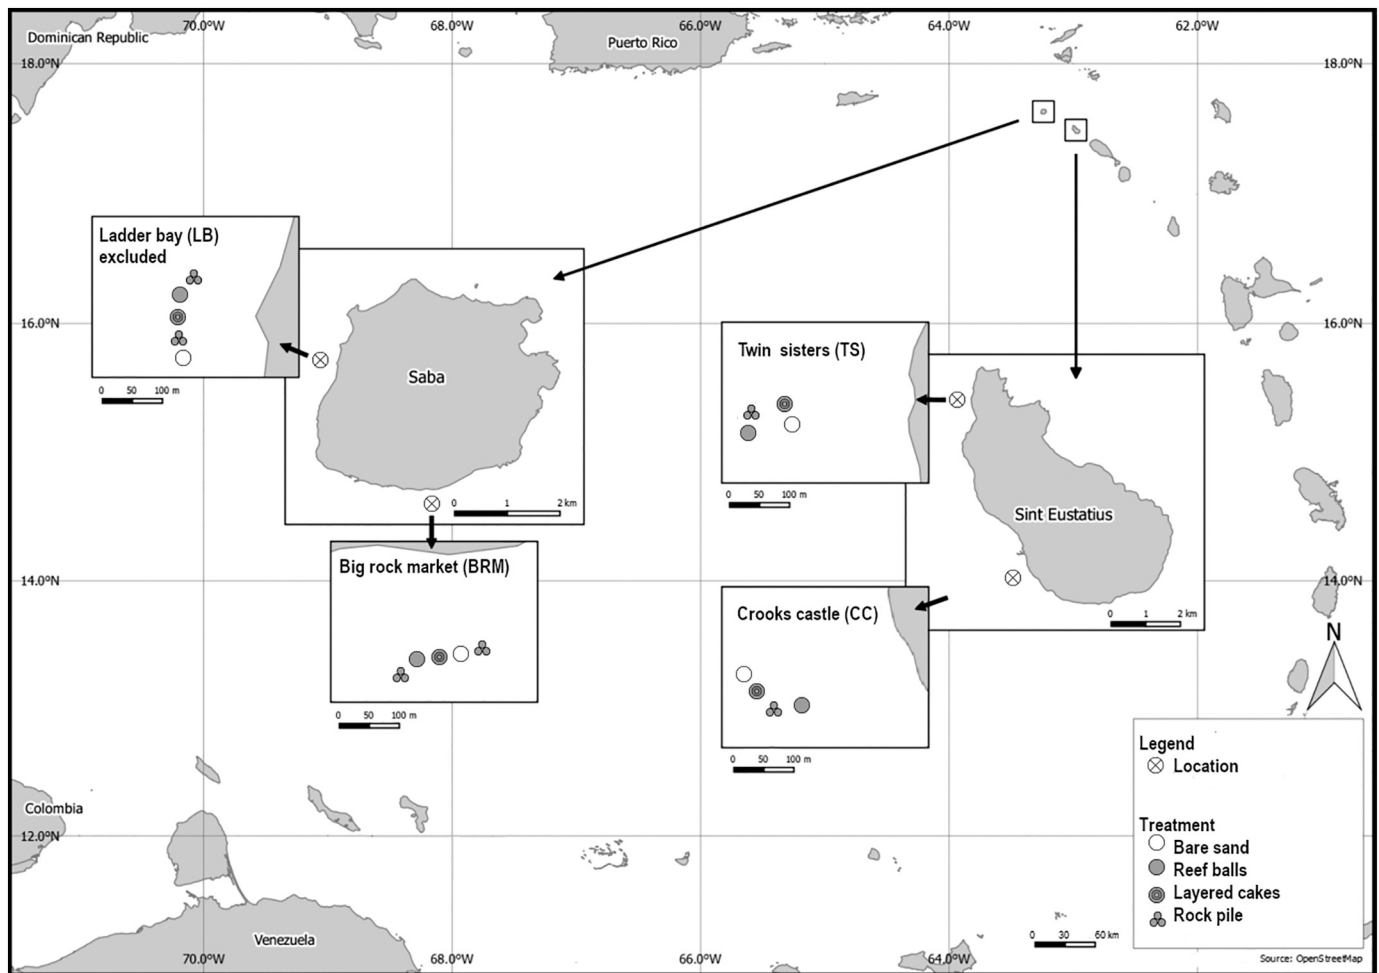 70.0°W
68.0°W
66.0°W
64.0°W
62.0°W
Dominican Republic
Puerto Rico
18.0°N
18.0°N
Ladder bay (LB)
excluded
0 50 100 m
16.0°N
16.0°N
Saba
0 1 2 km
Twin sisters (TS)
0 50 100 m
Sint Eustatius
0 1 2 km
14.0°N
14.0°N
Big rock market (BRM)
0 50 100 m
Crooks castle (CC)
0 50 100 m
N
Legend
Location
Treatment
Bare sand
Reef balls
Layered cakes
Rock pile
Colombia
12.0°N
Venezuela
0 30 60 km
Source: OpenStreetMap
70.0°W
68.0°W
66.0°W
64.0°W